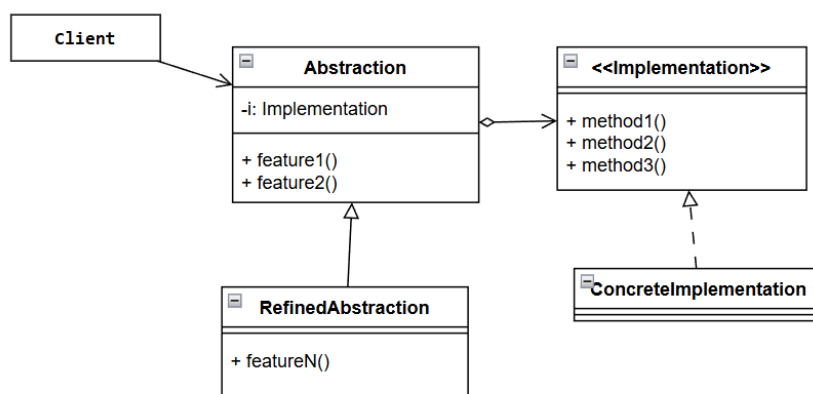 Client
Abstraction
-i: Implementation
+ feature1()
+ feature2()
<<Implementation>>
+ method1()
+ method2()
+ method3()
RefinedAbstraction
+ featureN()
ConcreteImplementation